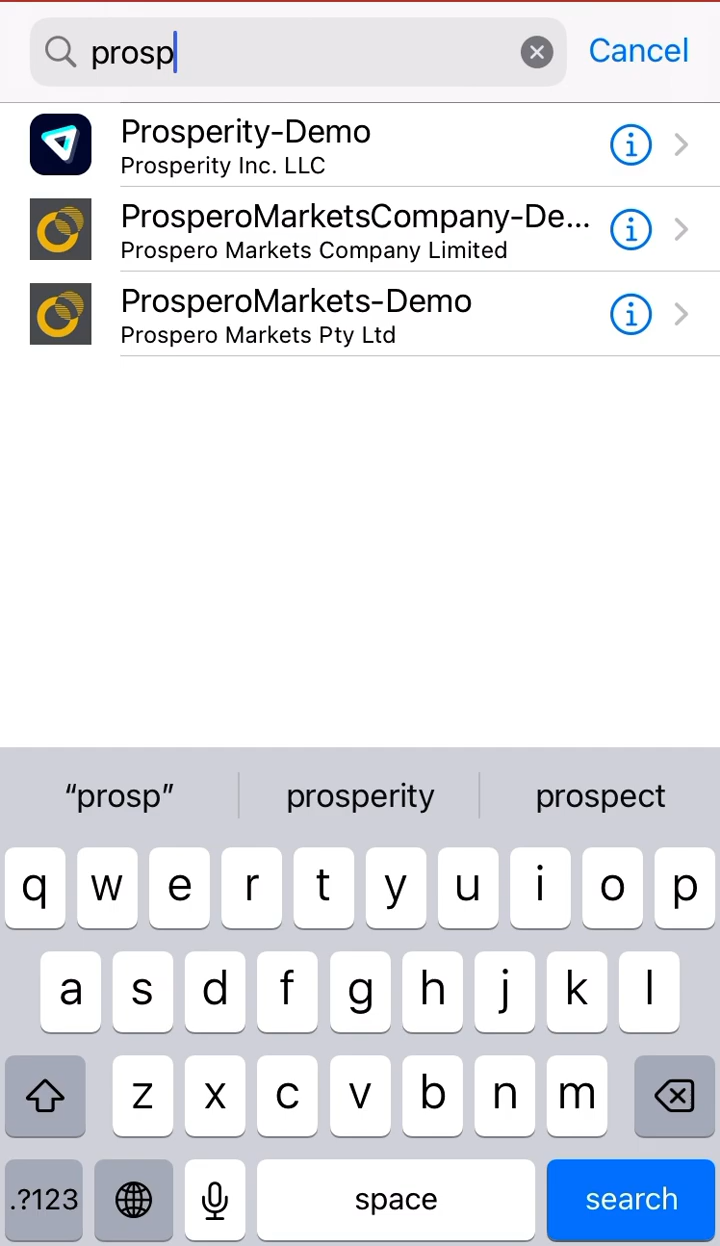 prosp
Cancel
Prosperity-Demo
Prosperity Inc. LLC
ProsperoMarketsCompany-De...
Prospero Markets Company Limited
ProsperoMarkets-Demo
Prospero Markets Pty Ltd
“prosp” prosperity prospect
q w e r t y u i o p
a s d f g h j k l
z x c v b n m
.?123 space search